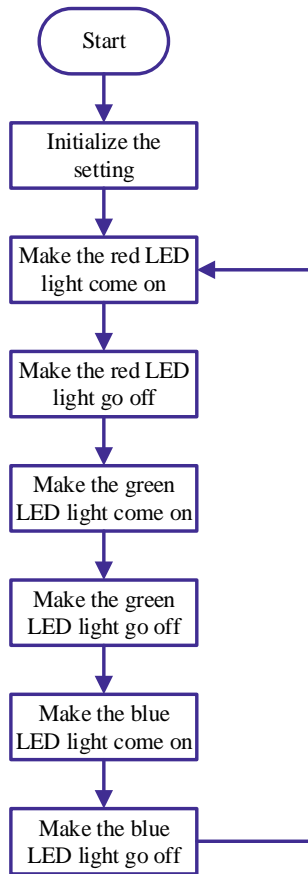 Start
Initialize the
setting
Make the red LED
light come on
Make the red LED
light go off
Make the green
LED light come on
Make the green
LED light go off
Make the blue
LED light come on
Make the blue
LED light go off